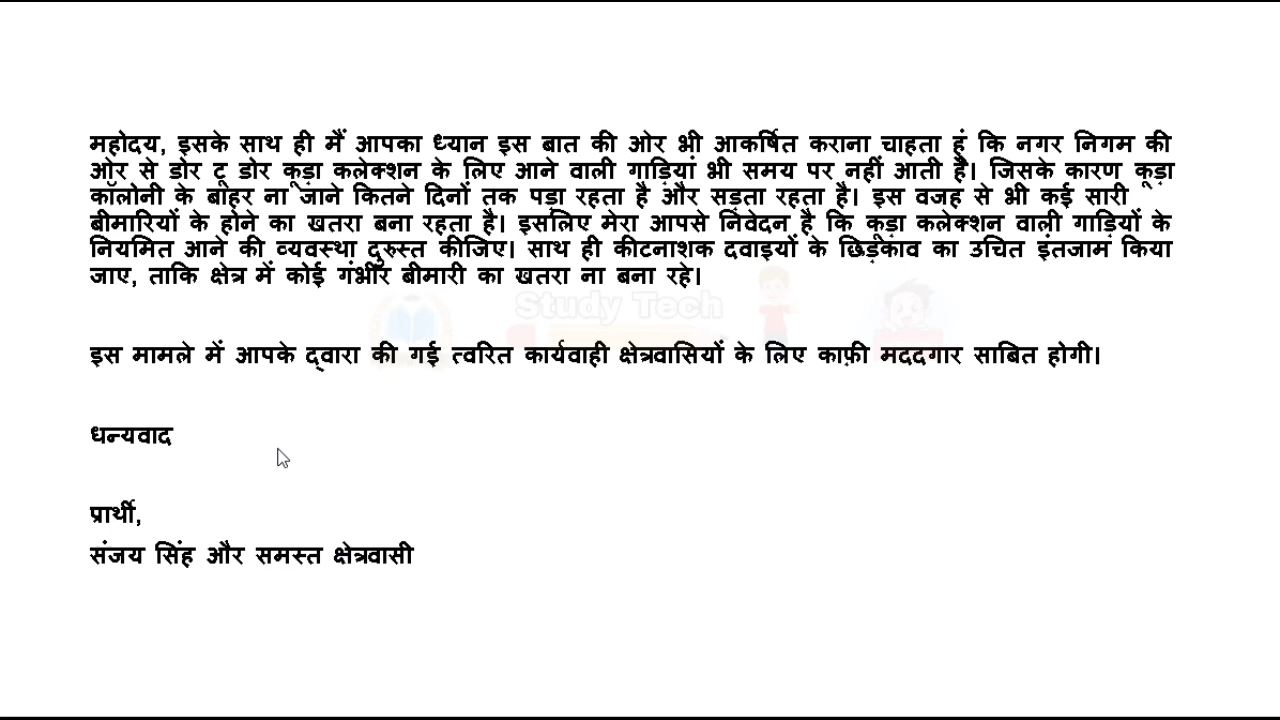 महोदय, इसके साथ ही मैं आपका ध्यान इस बात की ओर भी आकर्षित कराना चाहता हूं कि नगर निगम की
ओर से डोर टू डोर कूड़ा कलेक्शन के लिए आने वाली गाड़ियां भी समय पर नहीं आती है। जिसके कारण कूड़ा
कॉलोनी के बाहर ना जाने कितने दिनों तक पड़ा रहता है और सड़ता रहता है। इस वजह से भी कई सारी
बीमारियों के होने का खतरा बना रहता है। इसलिए मेरा आपसे निवेदन है कि कूड़ा कलेक्शन वाली गाड़ियों के
नियमित आने की व्यवस्था दुरुस्त कीजिए। साथ ही कीटनाशक दवाइयों के छिड़काव का उचित इंतजाम किया
जाए, ताकि क्षेत्र में कोई गंभीर बीमारी का खतरा ना बना रहे।
Study Tech
इस मामले में आपके द्वारा की गई त्वरित कार्यवाही क्षेत्रवासियों के लिए काफ़ी मददगार साबित होगी।
धन्यवाद
प्रार्थी,
संजय सिंह और समस्त क्षेत्रवासी